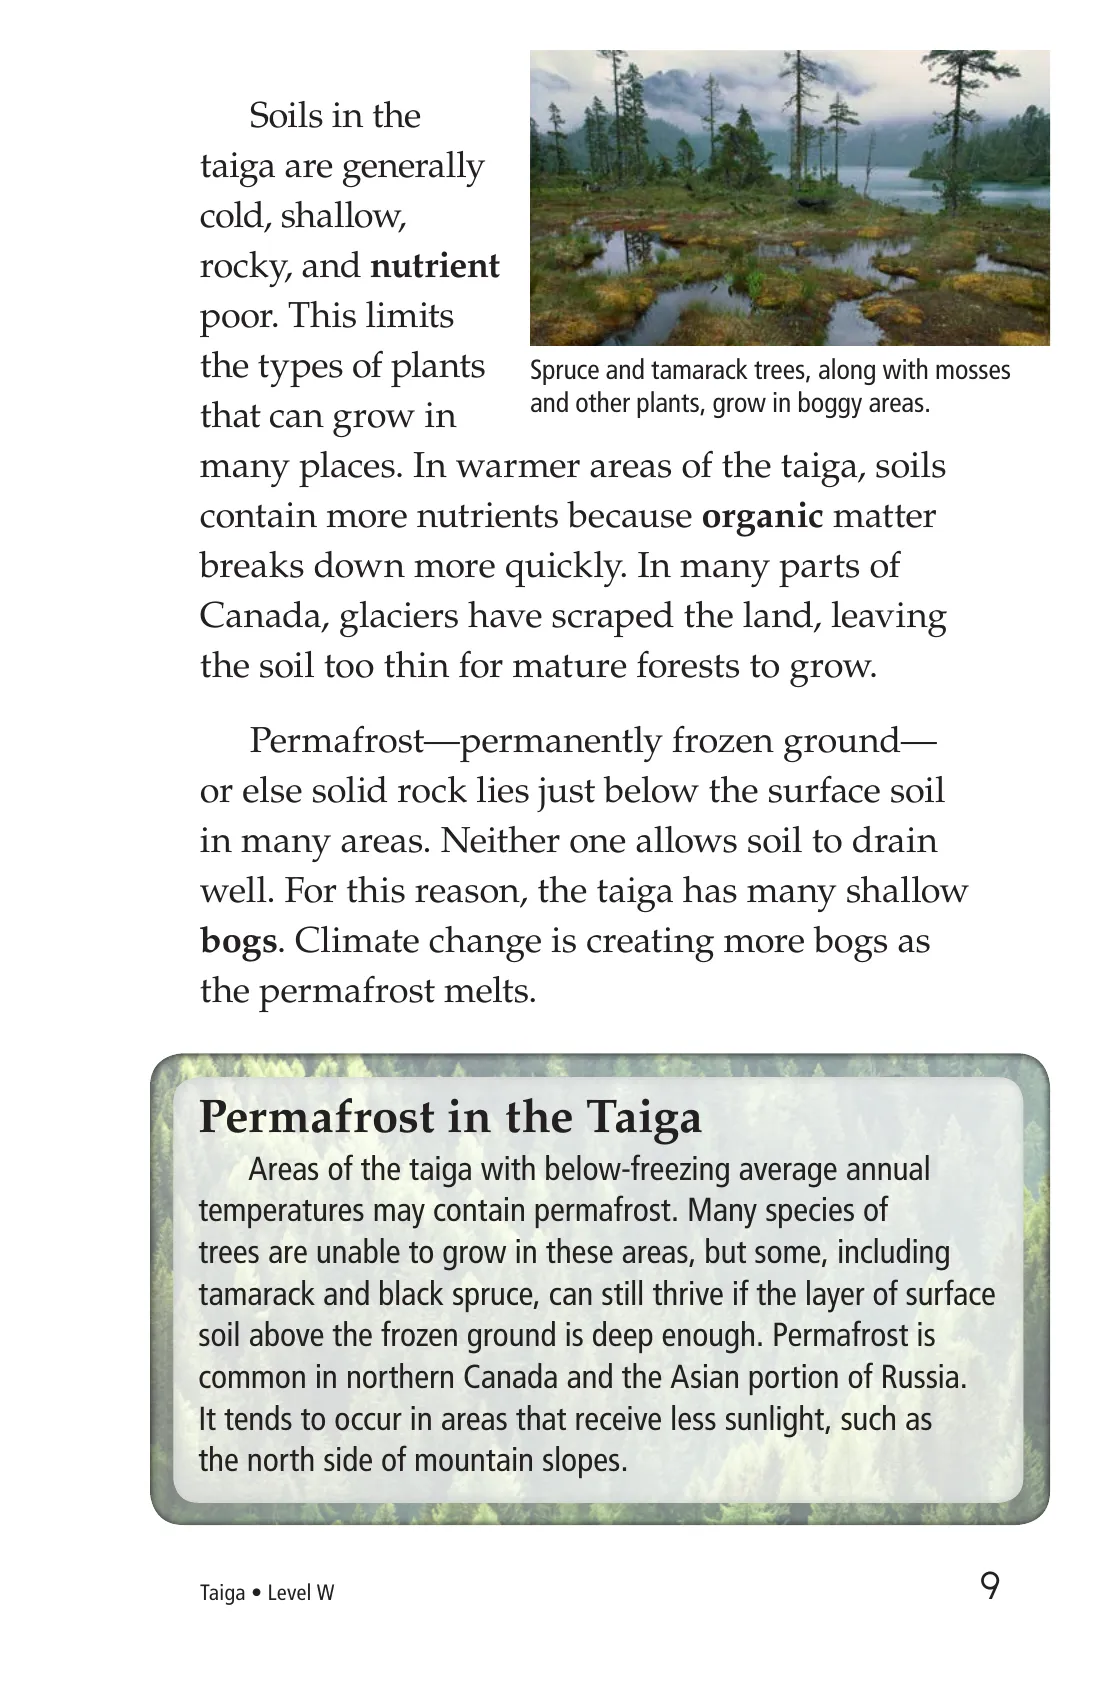 Soils in the
taiga are generally
cold, shallow,
rocky, and nutrient
poor. This limits
the types of plants
that can grow in
many places. In warmer areas of the taiga, soils
contain more nutrients because organic matter
breaks down more quickly. In many parts of
Canada, glaciers have scraped the land, leaving
the soil too thin for mature forests to grow.
Spruce and tamarack trees, along with mosses
and other plants, grow in boggy areas.
Permafrost—permanently frozen ground—
or else solid rock lies just below the surface soil
in many areas. Neither one allows soil to drain
well. For this reason, the taiga has many shallow
bogs. Climate change is creating more bogs as
the permafrost melts.
Permafrost in the Taiga
Areas of the taiga with below-freezing average annual
temperatures may contain permafrost. Many species of
trees are unable to grow in these areas, but some, including
tamarack and black spruce, can still thrive if the layer of surface
soil above the frozen ground is deep enough. Permafrost is
common in northern Canada and the Asian portion of Russia.
It tends to occur in areas that receive less sunlight, such as
the north side of mountain slopes.
Taiga • Level W
9